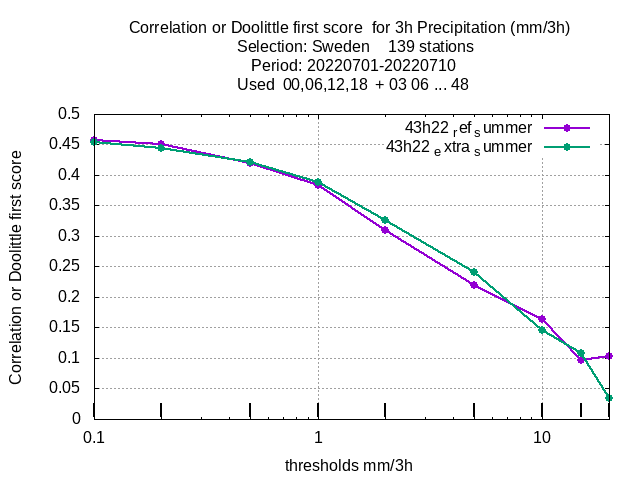 Correlation or Doolittle first score for 3h Precipitation (mm/3h)
Selection: Sweden 139 stations
Period: 20220701-20220710
Used 00,06,12,18 + 03 06 ... 48
43h22 ref summer
43h22 extra summer
Correlation or Doolittle first score
0.5
0.45
0.4
0.35
0.3
0.25
0.2
0.15
0.1
0.05
0
0.1 1 10
thresholds mm/3h